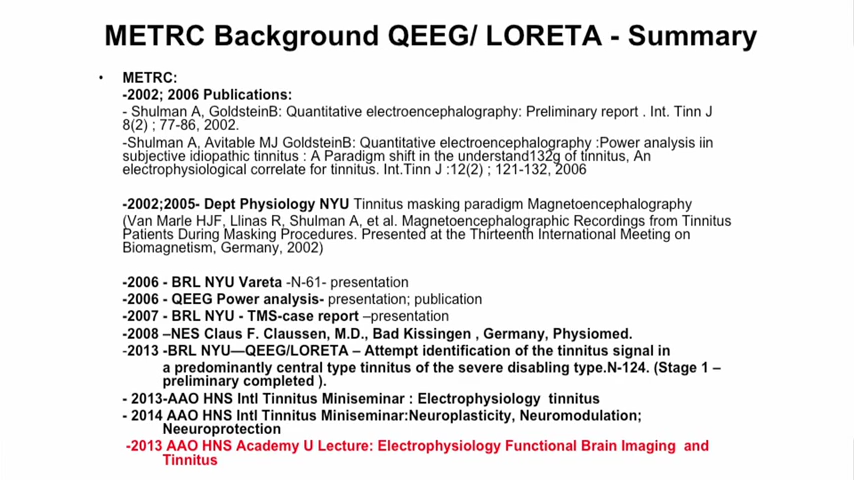 METRC Background QEEG/ LORETA - Summary
• METRC:
-2002; 2006 Publications:
- Shulman A, GoldsteinB: Quantitative electroencephalography: Preliminary report . Int. Tinn J
8(2) ; 77-86, 2002.
-Shulman A, Avitable MJ GoldsteinB: Quantitative electroencephalography :Power analysis iin
subjective idiopathic tinnitus : A Paradigm shift in the understand132g of tinnitus, An
electrophysiological correlate for tinnitus. Int.Tinn J :12(2) ; 121-132, 2006
-2002;2005- Dept Physiology NYU Tinnitus masking paradigm Magnetoencephalography
(Van Marle HJF, Llinas R, Shulman A, et al. Magnetoencephalographic Recordings from Tinnitus
Patients During Masking Procedures. Presented at the Thirteenth International Meeting on
Biomagnetism, Germany, 2002)
-2006 - BRL NYU Vareta -N-61- presentation
-2006 - QEEG Power analysis- presentation; publication
-2007 - BRL NYU - TMS-case report –presentation
-2008 –NES Claus F. Claussen, M.D., Bad Kissingen , Germany, Physiomed.
-2013 -BRL NYU—QEEG/LORETA – Attempt identification of the tinnitus signal in
a predominantly central type tinnitus of the severe disabling type.N-124. (Stage 1 –
preliminary completed ).
- 2013-AAO HNS Intl Tinnitus Miniseminar : Electrophysiology tinnitus
- 2014 AAO HNS Intl Tinnitus Miniseminar:Neuroplasticity, Neuromodulation;
Neeuroprotection
-2013 AAO HNS Academy U Lecture: Electrophysiology Functional Brain Imaging and
Tinnitus